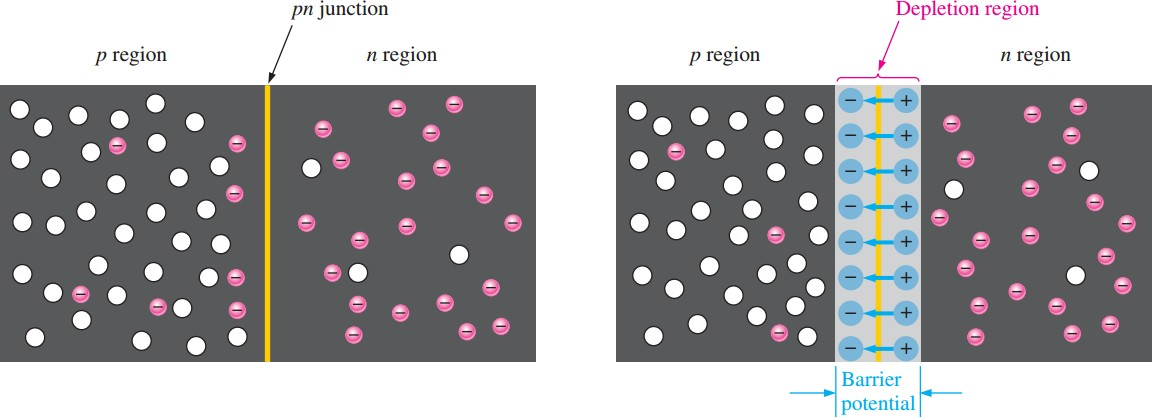 pn junction
p region
n region
Depletion region
p region
n region
Barrier
potential